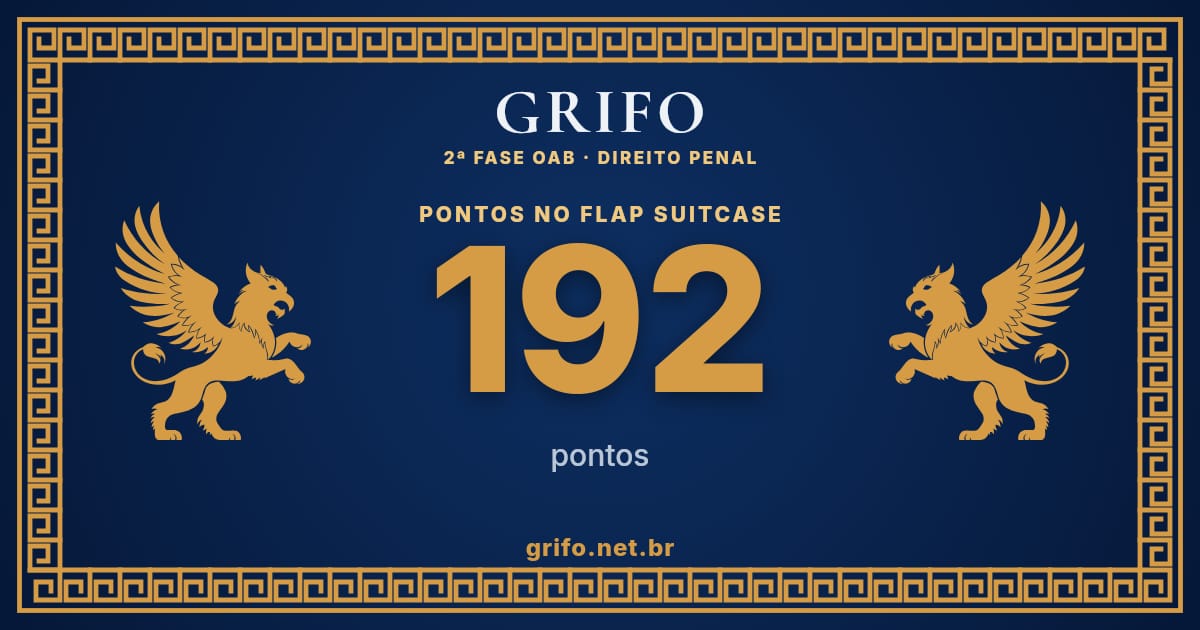 GRIFO
2ª FASE OAB · DIREITO PENAL
PONTOS NO FLAP SUITCASE
192
pontos
grifo.net.br